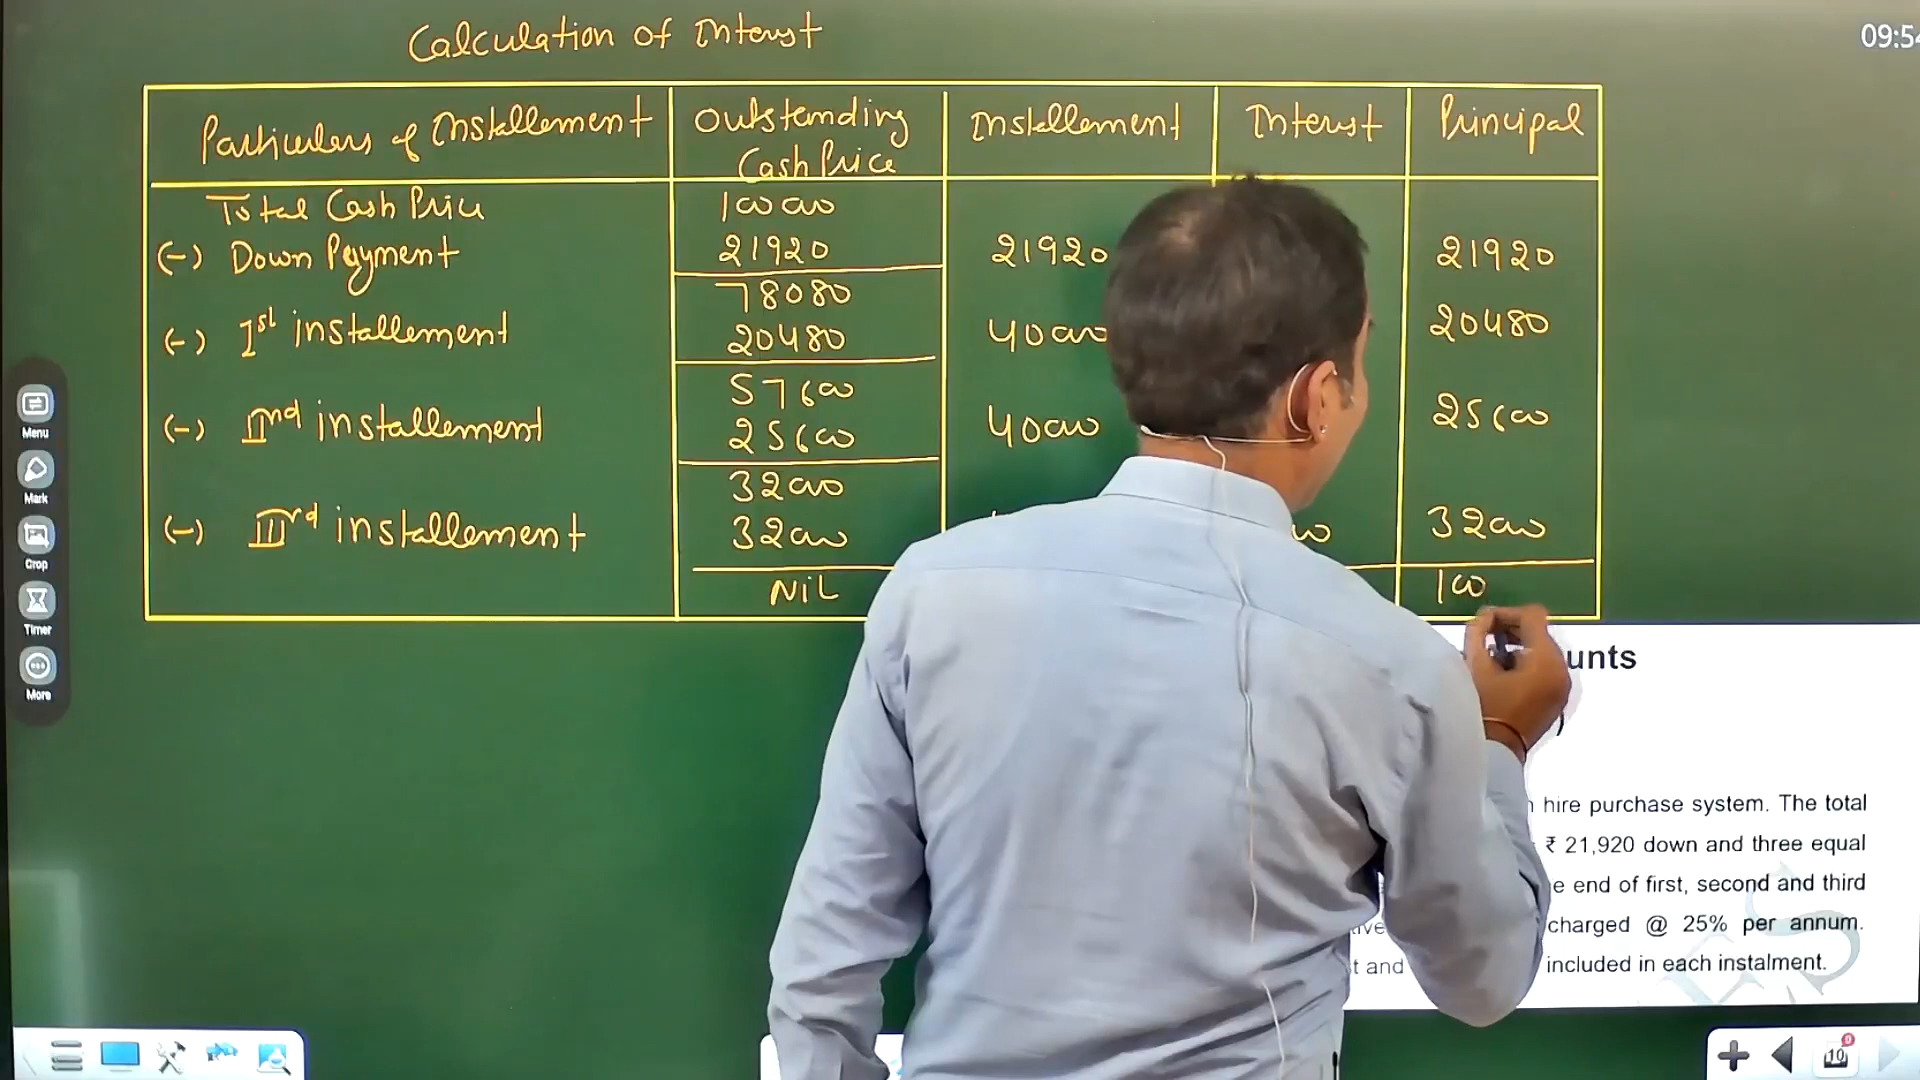 Calculation of Interest
09:54
Particulars of Installement Outstanding Cash Price Installement Interest Principal
Total Cash Price 100000
(-) Down Payment 21920 21920 21920
78080
(-) Ist installement 20480 40000 20480
57600
(-) IInd installement 25600 40000 25600
32000
(-) IIIrd installement 32000 32000
NiL 100
Menu
Mark
Crop
Timer
More
unts
)
hire purchase system. The total
₹ 21,920 down and three equal
e end of first, second and third
charged @ 25% per annum.
t and included in each instalment.
10